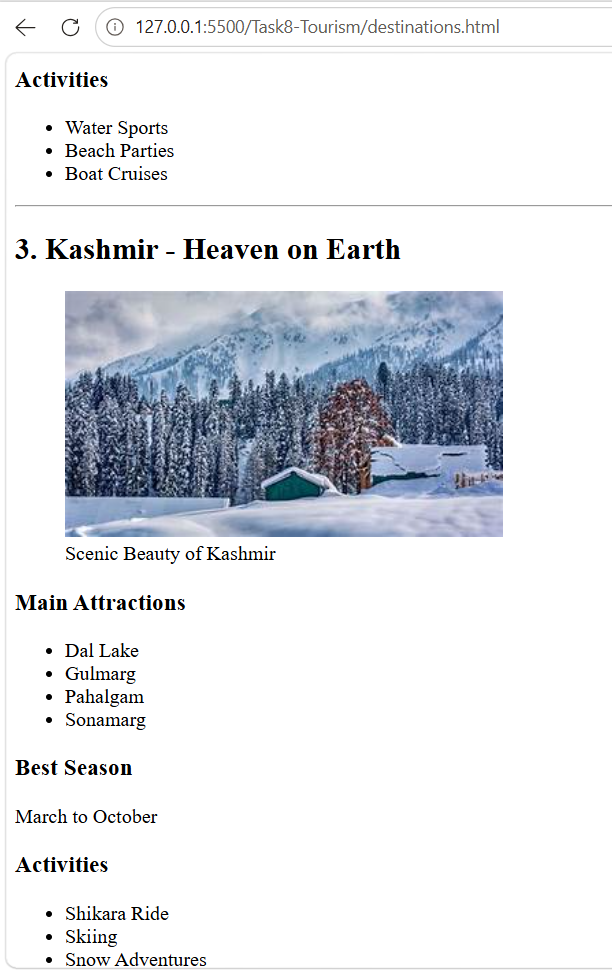 127.0.0.1:5500/Task8-Tourism/destinations.html
Activities
Water Sports
Beach Parties
Boat Cruises
3. Kashmir - Heaven on Earth
Scenic Beauty of Kashmir
Main Attractions
Dal Lake
Gulmarg
Pahalgam
Sonamarg
Best Season
March to October
Activities
Shikara Ride
Skiing
Snow Adventures